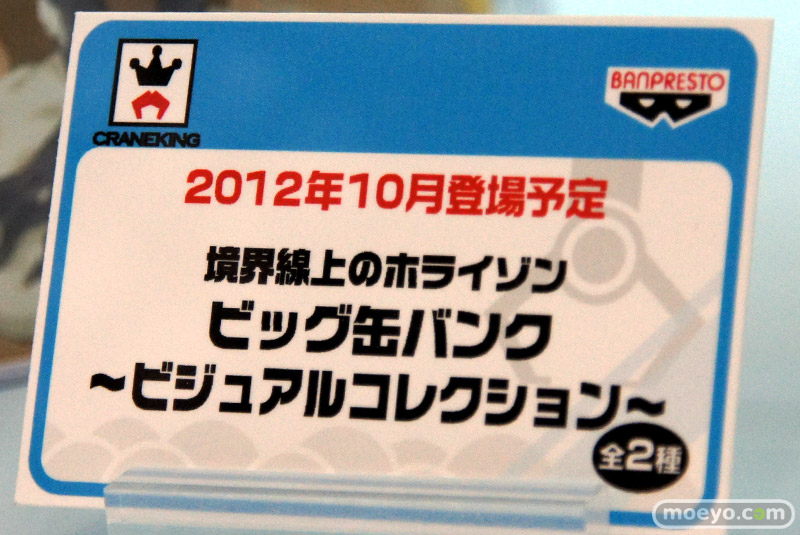 CRANEKING
BANPRESTO
2012年10月登場予定
境界線上のホライゾン
ビッグ缶バンク
~ビジュアルコレクション~
全2種
moeyo.com